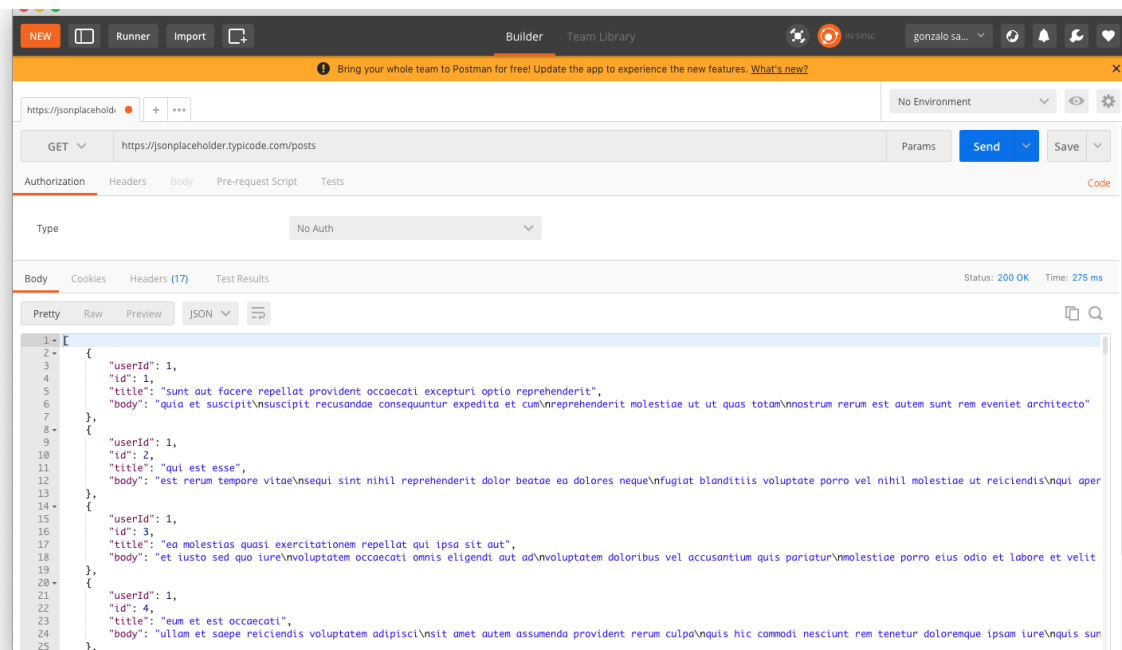 NEW Runner Import Builder Team Library IN SYNC gonzalo sa...
Bring your whole team to Postman for free! Update the app to experience the new features. What's new?
https://jsonplacehold + ••• No Environment
GET https://jsonplaceholder.typicode.com/posts Params Send Save
Authorization Headers Body Pre-request Script Tests Code
Type No Auth
Body Cookies Headers (17) Test Results Status: 200 OK Time: 275 ms
Pretty Raw Preview JSON
1 [
2 {
3 "userId": 1,
4 "id": 1,
5 "title": "sunt aut facere repellat provident occaecati excepturi optio reprehenderit",
6 "body": "quia et suscipit\nsuscipit recusandae consequuntur expedita et cum\nreprehenderit molestiae ut ut quas totam\nnostrum rerum est autem sunt rem eveniet architecto"
7 },
8 {
9 "userId": 1,
10 "id": 2,
11 "title": "qui est esse",
12 "body": "est rerum tempore vitae\nsequi sint nihil reprehenderit dolor beatae ea dolores neque\nfugiat blanditiis voluptate porro vel nihil molestiae ut reiciendis\nqui aper
13 },
14 {
15 "userId": 1,
16 "id": 3,
17 "title": "ea molestias quasi exercitationem repellat qui ipsa sit aut",
18 "body": "et iusto sed quo iure\nvoluptatem occaecati omnis eligendi aut ad\nvoluptatem doloribus vel accusantium quis pariatur\nmolestiae porro eius odio et labore et velit
19 },
20 {
21 "userId": 1,
22 "id": 4,
23 "title": "eum et est occaecati",
24 "body": "ullam et saepe reiciendis voluptatem adipisci\nsit amet autem assumenda provident rerum culpa\nquis hic commodi nesciunt rem tenetur doloremque ipsam iure\nquis sun
25 },